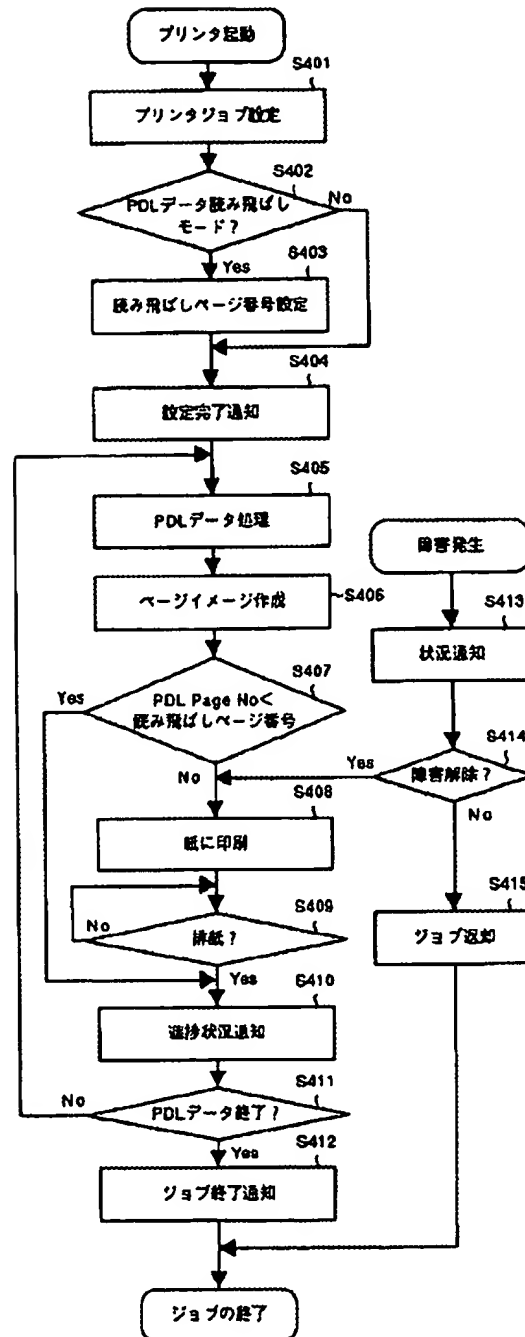 プリンタ起動
S401
プリンタジョブ設定
S402
PDLデータ読み飛ばし
モード?
No
Yes
S403
読み飛ばしページ番号設定
S404
設定完了通知
S405
PDLデータ処理
ページイメージ作成
S406
S407
PDL Page No<
読み飛ばしページ番号
Yes
No
S408
紙に印刷
S409
排紙?
No
Yes
S410
進捗状況通知
S411
PDLデータ終了?
No
Yes
S412
ジョブ終了通知
ジョブの終了
障害発生
S413
状況通知
S414
障害解除?
Yes
No
S415
ジョブ返却